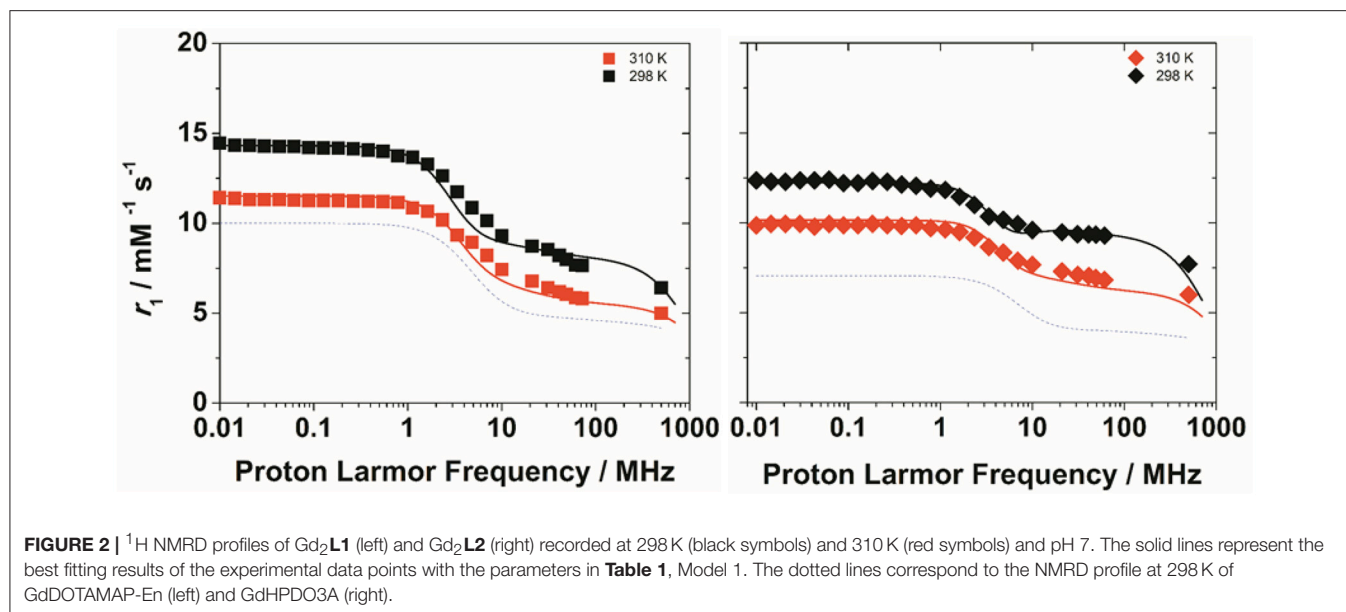 20
15
10
5
0
r₁ / mM⁻¹ s⁻¹
310 K
298 K
0.01 0.1 1 10 100 1000
Proton Larmor Frequency / MHz
310 K
298 K
0.01 0.1 1 10 100 1000
Proton Larmor Frequency / MHz
FIGURE 2 | ¹H NMRD profiles of Gd₂L1 (left) and Gd₂L2 (right) recorded at 298 K (black symbols) and 310 K (red symbols) and pH 7. The solid lines represent the
best fitting results of the experimental data points with the parameters in Table 1, Model 1. The dotted lines correspond to the NMRD profile at 298 K of
GdDOTAMAP-En (left) and GdHPDO3A (right).